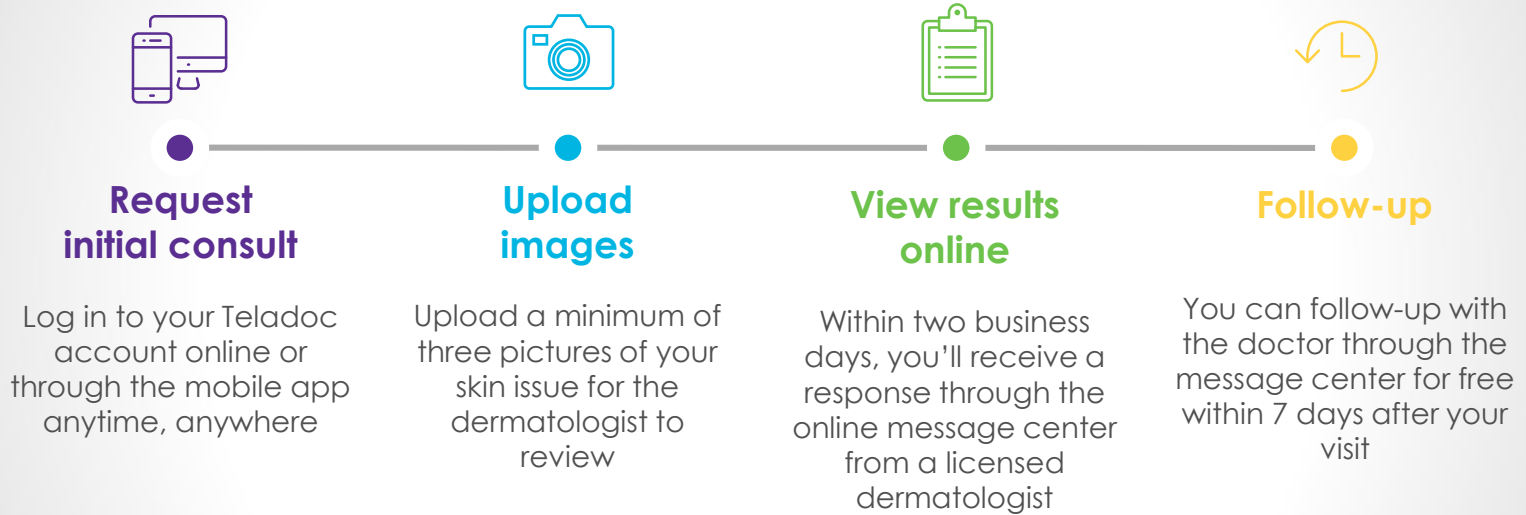 Request
initial consult
Log in to your Teladoc
account online or
through the mobile app
anytime, anywhere
Upload
images
Upload a minimum of
three pictures of your
skin issue for the
dermatologist to
review
View results
online
Within two business
days, you’ll receive a
response through the
online message center
from a licensed
dermatologist
Follow-up
You can follow-up with
the doctor through the
message center for free
within 7 days after your
visit